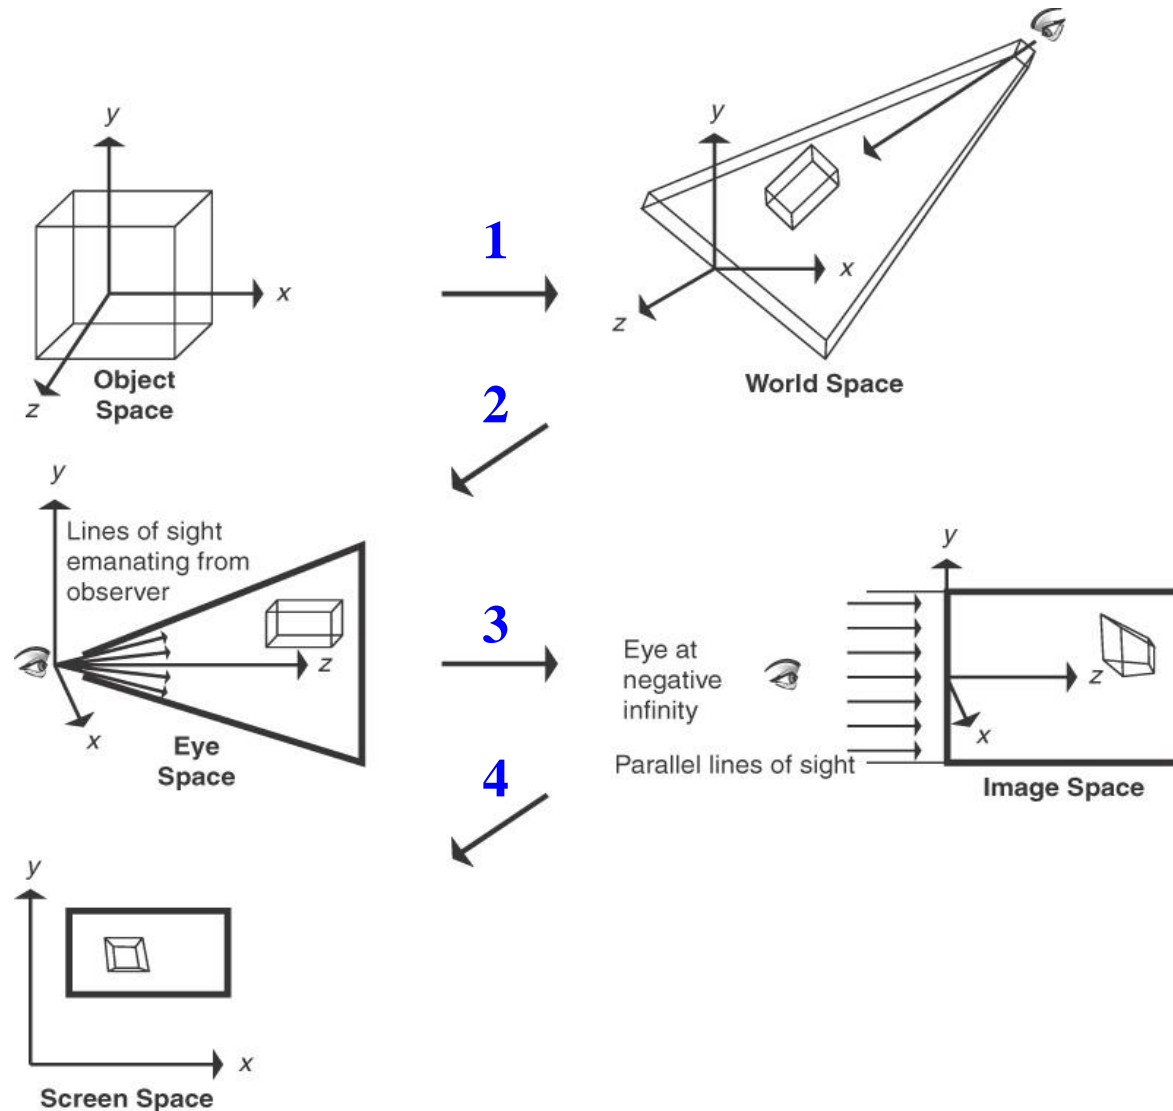 y
x
z
Object
Space
1
y
x
z
World Space
2
y
Lines of sight
emanating from
observer
z
x
Eye
Space
3
Eye at
negative
infinity
Parallel lines of sight
y
z
x
Image Space
4
y
x
Screen Space